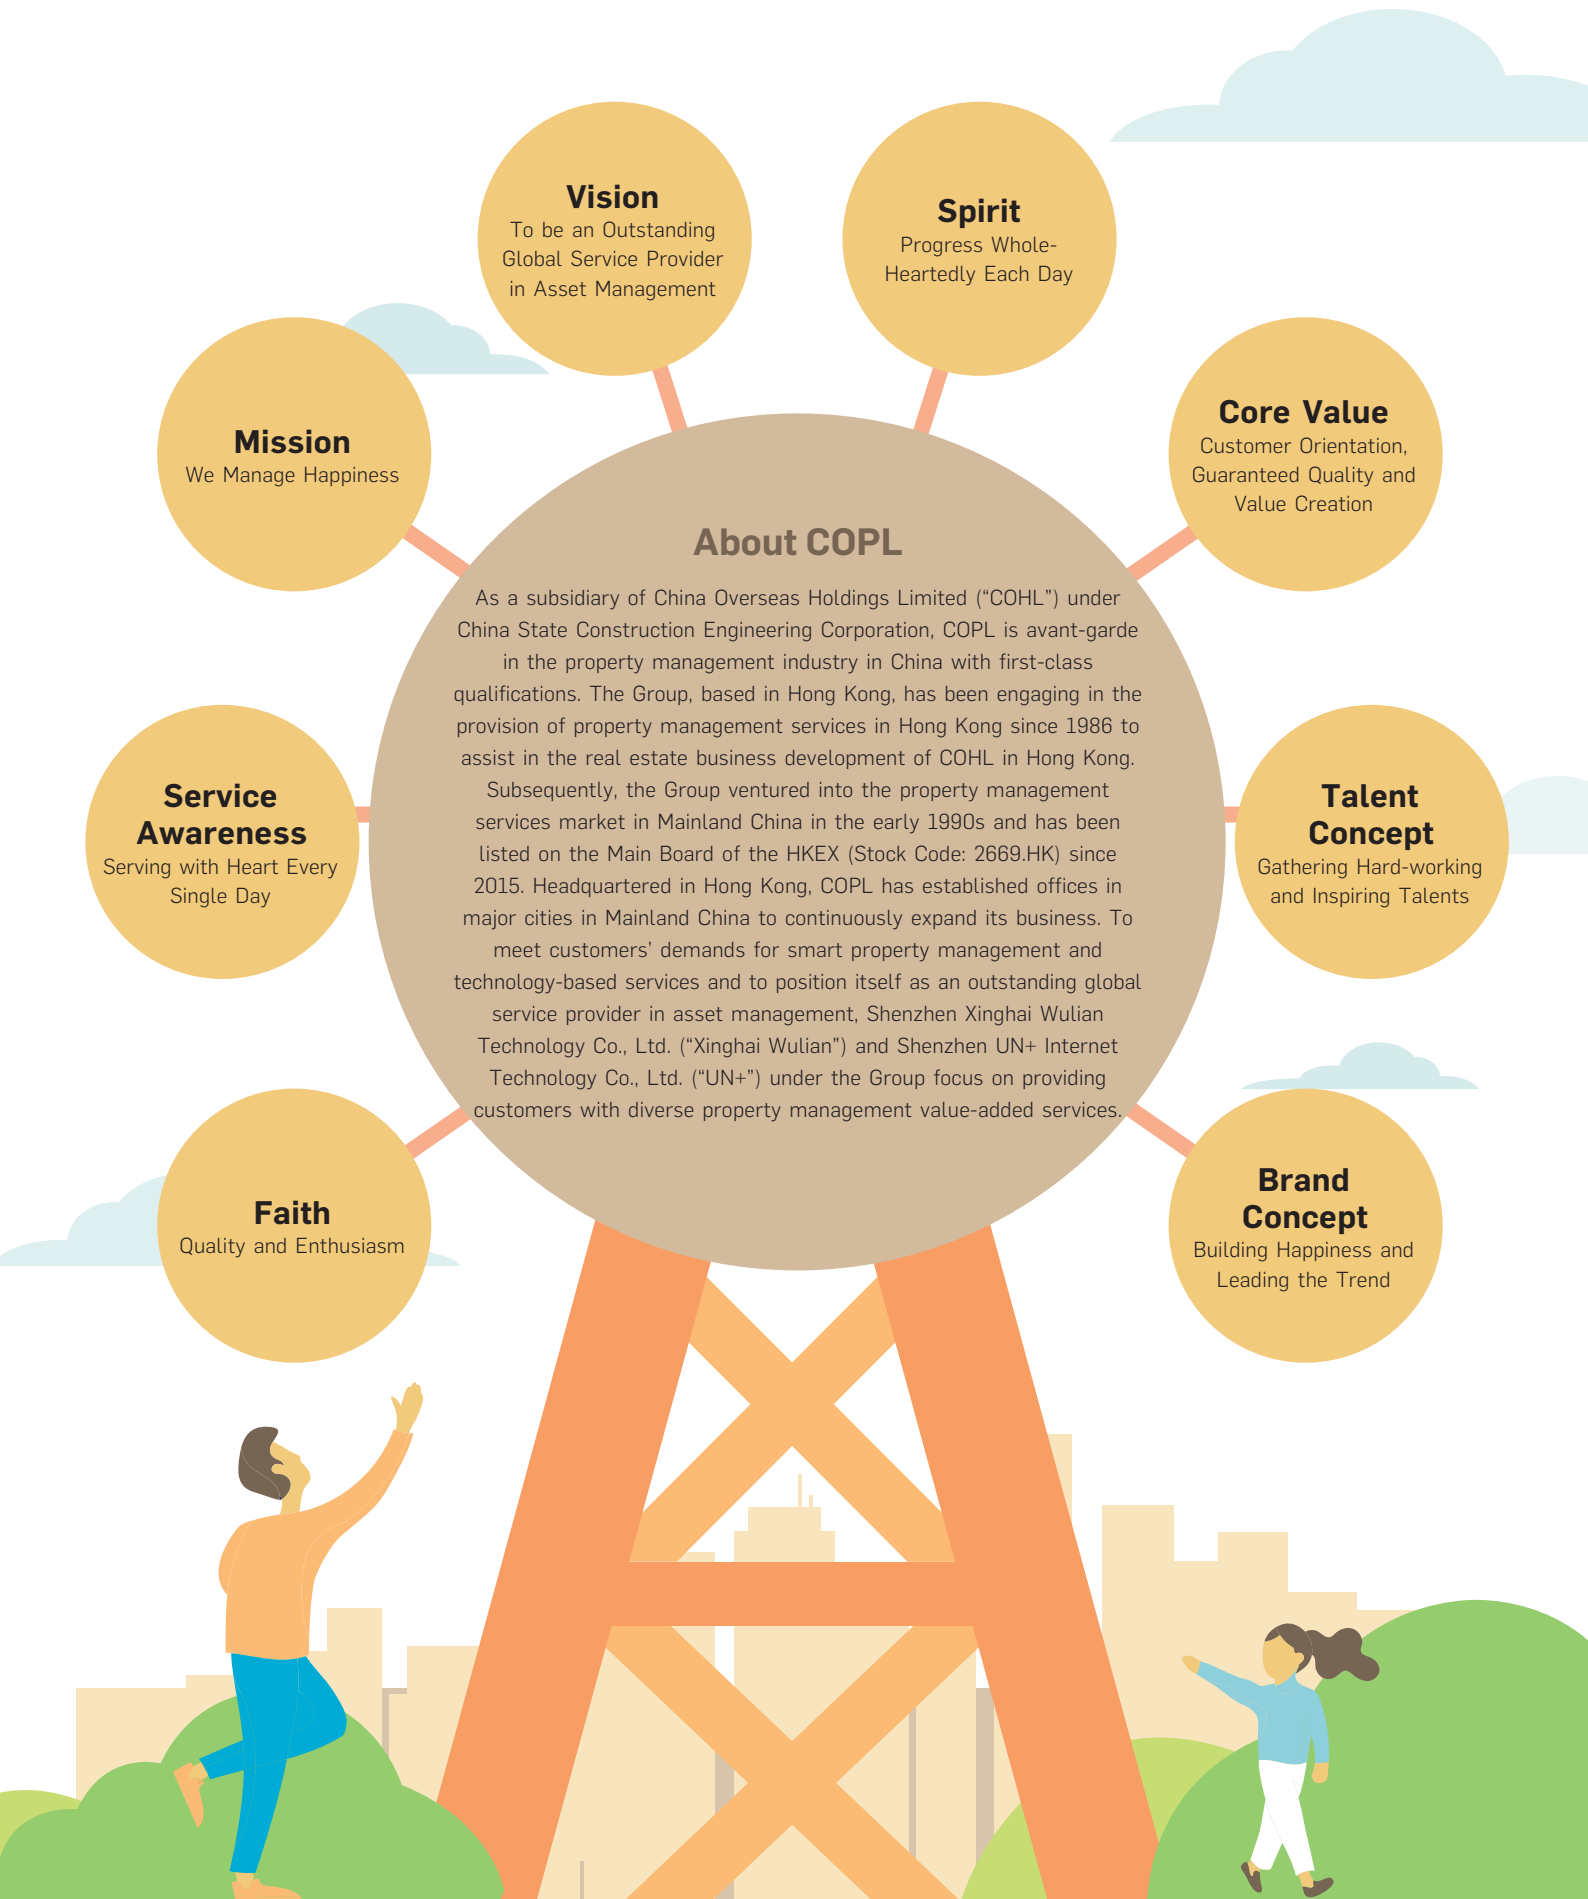 Vision
To be an Outstanding
Global Service Provider
in Asset Management
Spirit
Progress Whole-
Heartedly Each Day
Mission
We Manage Happiness
Core Value
Customer Orientation,
Guaranteed Quality and
Value Creation
About COPL
As a subsidiary of China Overseas Holdings Limited (“COHL”) under
China State Construction Engineering Corporation, COPL is avant-garde
in the property management industry in China with first-class
qualifications. The Group, based in Hong Kong, has been engaging in the
provision of property management services in Hong Kong since 1986 to
assist in the real estate business development of COHL in Hong Kong.
Subsequently, the Group ventured into the property management
services market in Mainland China in the early 1990s and has been
listed on the Main Board of the HKEX (Stock Code: 2669.HK) since
2015. Headquartered in Hong Kong, COPL has established offices in
major cities in Mainland China to continuously expand its business. To
meet customers’ demands for smart property management and
technology-based services and to position itself as an outstanding global
service provider in asset management, Shenzhen Xinghai Wulian
Technology Co., Ltd. (“Xinghai Wulian”) and Shenzhen UN+ Internet
Technology Co., Ltd. (“UN+”) under the Group focus on providing
customers with diverse property management value-added services.
Service
Awareness
Serving with Heart Every
Single Day
Talent
Concept
Gathering Hard-working
and Inspiring Talents
Faith
Quality and Enthusiasm
Brand
Concept
Building Happiness and
Leading the Trend